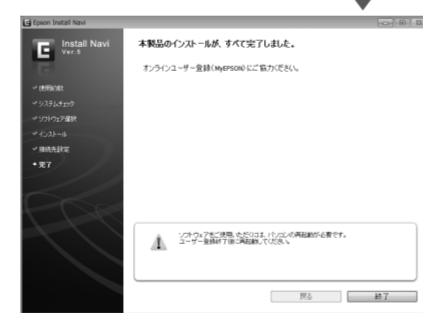 Epson Install Navi
Install Navi
Ver.5
本製品のインストールが、すべて完了しました。
オンラインユーザー登録(MyEPSON)にご協力ください。
使用許諾
システムチェック
ソフトウェア選択
インストール
接続先設定
完了
ソフトウェアをご使用いただくには、パソコンの再起動が必要です。
ユーザー登録終了後に再起動してください。
戻る
終了